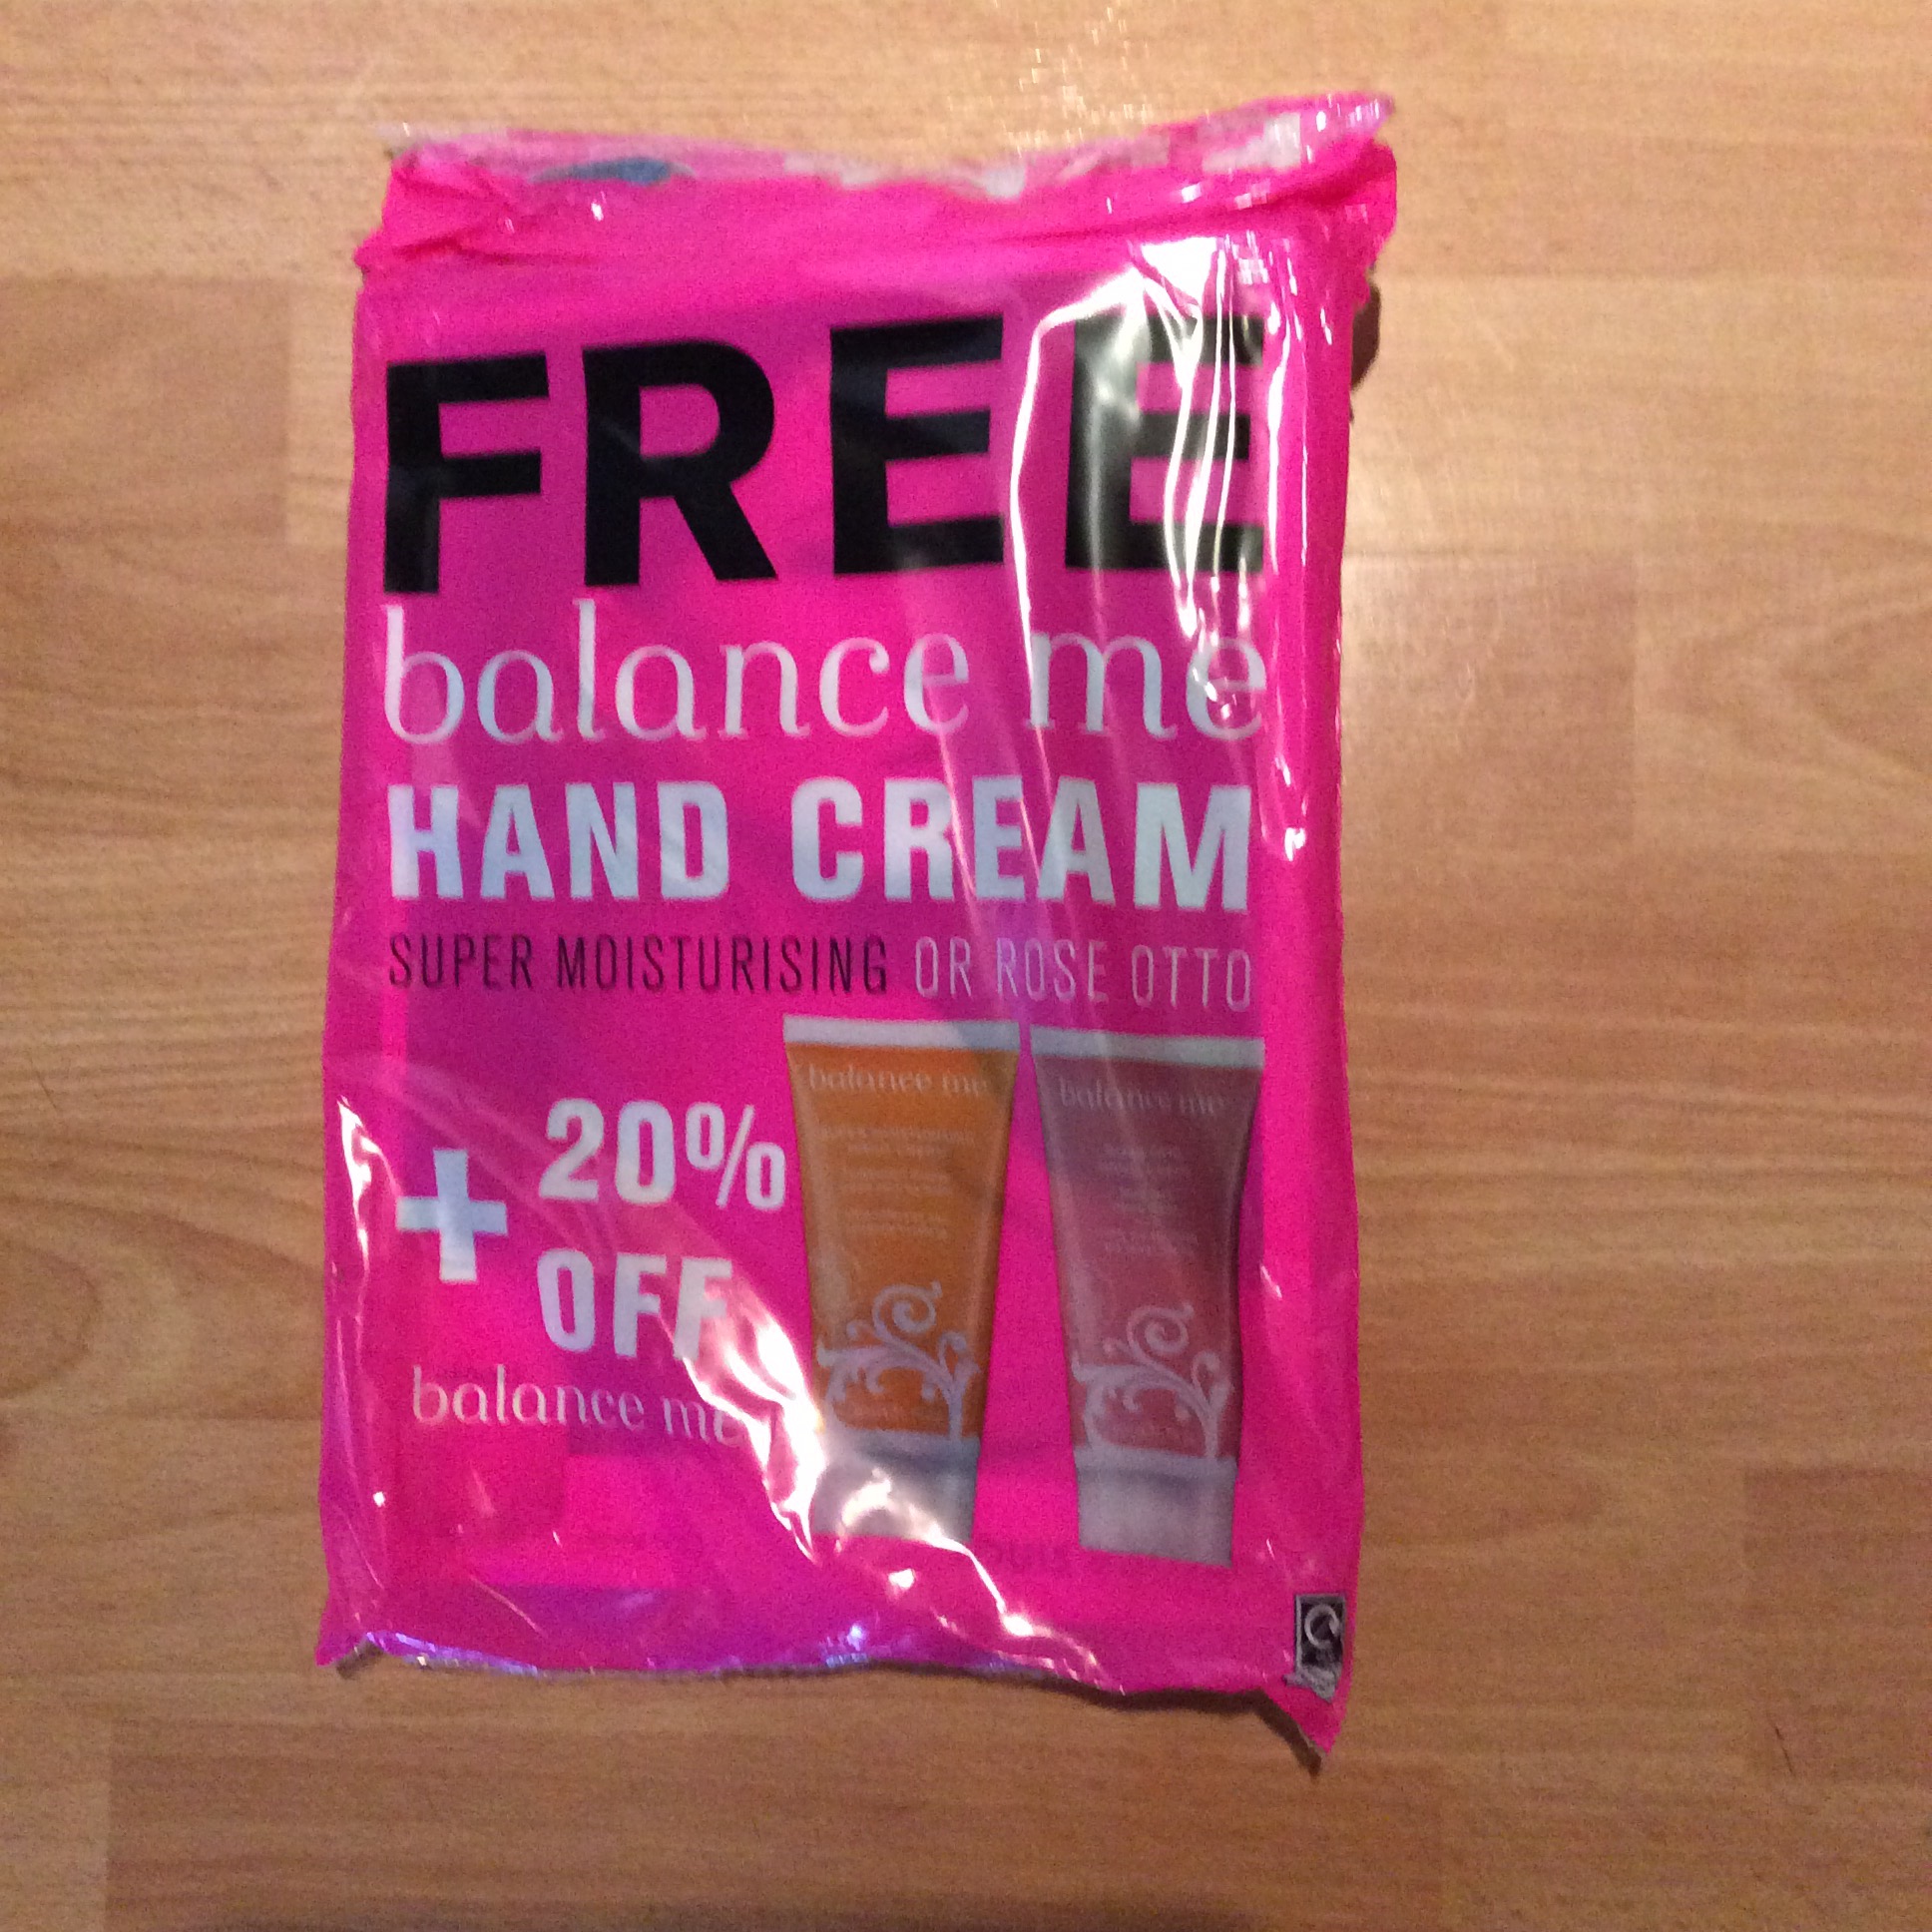 FREE
balance me
HAND CREAM
SUPER MOISTURISING OR ROSE OTTO
+ 20%
OFF
balance me
balance me
balance me